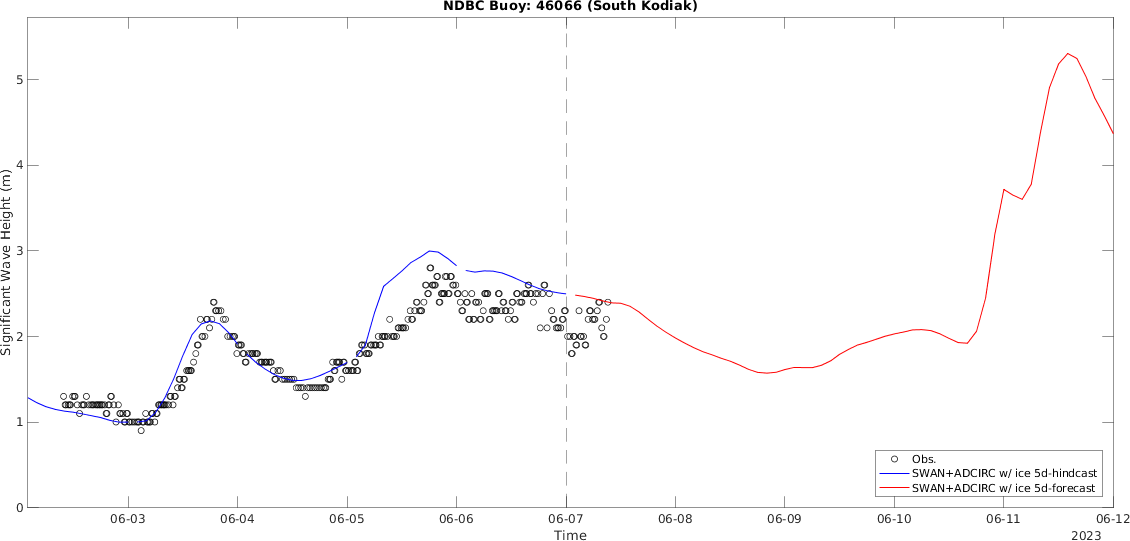 NDBC Buoy: 46066 (South Kodiak)
Significant Wave Height (m)
5
4
3
2
1
0
Obs.
SWAN+ADCIRC w/ ice 5d-hindcast
SWAN+ADCIRC w/ ice 5d-forecast
06-03 06-04 06-05 06-06 06-07 06-08 06-09 06-10 06-11 06-12
Time
2023